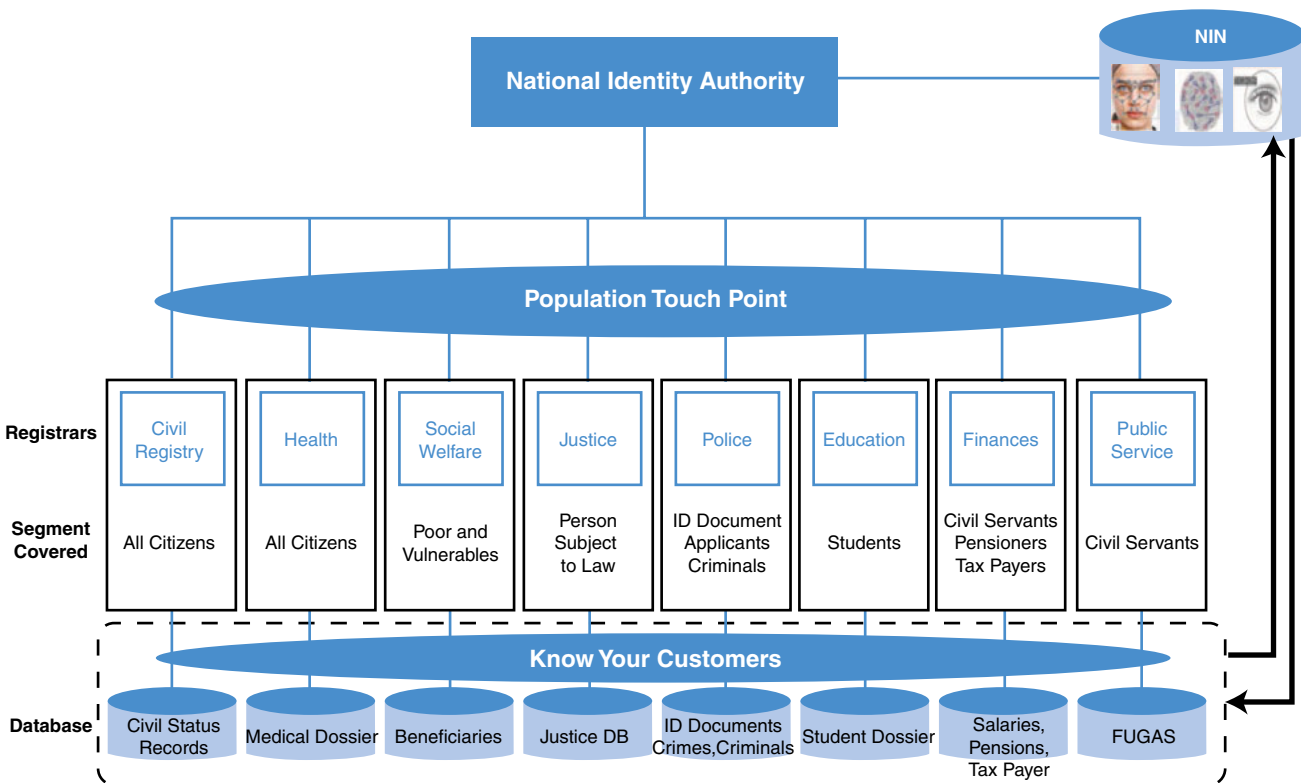 NIN
National Identity Authority
Population Touch Point
Registrars
Civil
Registry
Health
Social
Welfare
Justice
Police
Education
Finances
Public
Service
Segment
Covered
All Citizens
All Citizens
Poor and
Vulnerables
Person
Subject
to Law
ID Document
Applicants
Criminals
Students
Civil Servants
Pensioners
Tax Payers
Civil Servants
Know Your Customers
Database
Civil Status
Records
Medical Dossier
Beneficiaries
Justice DB
ID Documents
Crimes,Criminals
Student Dossier
Salaries,
Pensions,
Tax Payer
FUGAS